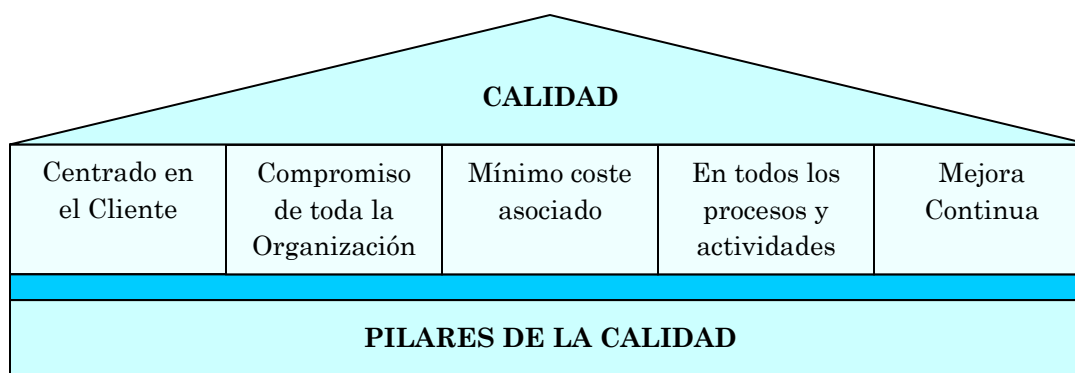 CALIDAD
Centrado en
el Cliente
Compromiso
de toda la
Organización
Mínimo coste
asociado
En todos los
procesos y
actividades
Mejora
Continua
PILARES DE LA CALIDAD